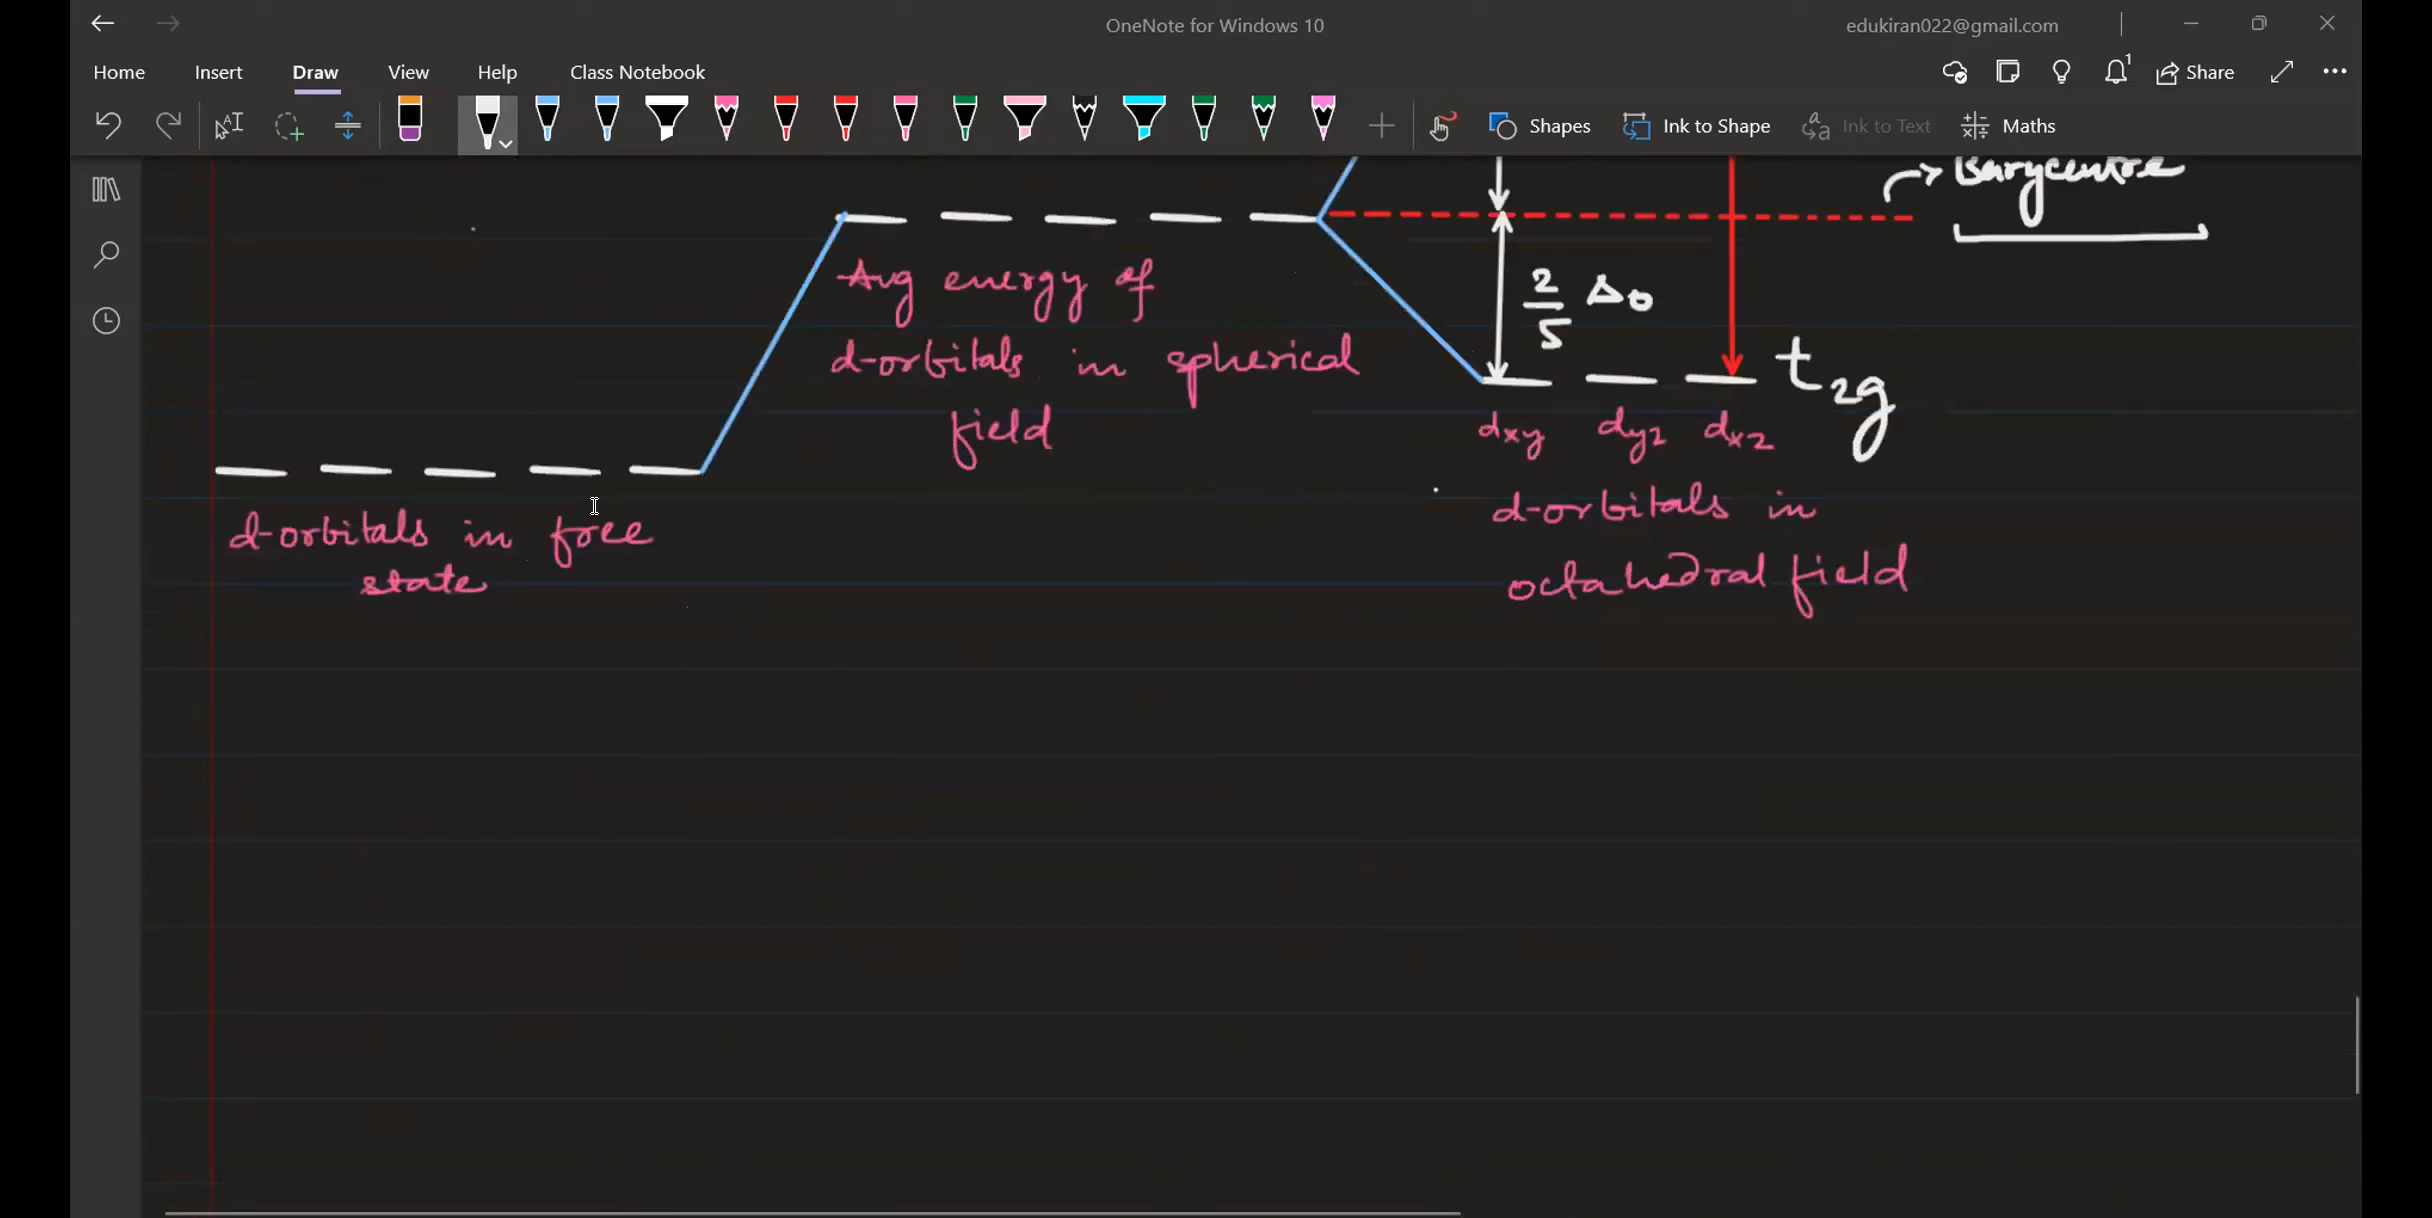 OneNote for Windows 10
edukiran022@gmail.com
Home Insert Draw View Help Class Notebook
Share
Shapes Ink to Shape Ink to Text Maths
Barycentre
Avg energy of
d-orbitals in spherical
field
2/5 Δo
t2g
dxy dyz dxz
d-orbitals in
octahedral field
d-orbitals in free
state